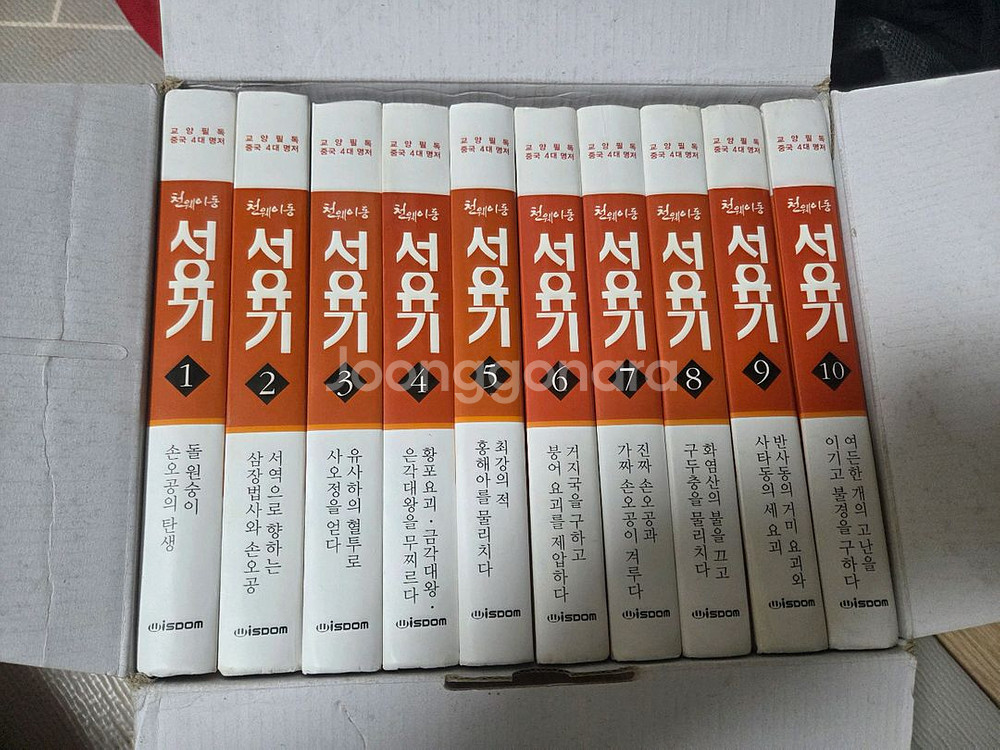 교양필독
중국 4대 명저
천웨이동
서유기
1
돌 원숭이
손오공의 탄생
WISDOM
교양필독
중국 4대 명저
천웨이동
서유기
2
서역으로 향하는
삼장법사와 손오공
WISDOM
교양필독
중국 4대 명저
천웨이동
서유기
3
유사하의 혈투로
사오정을 얻다
WISDOM
교양필독
중국 4대 명저
천웨이동
서유기
4
황포요괴·금각대왕·
은각대왕을 무찌르다
WISDOM
교양필독
중국 4대 명저
천웨이동
서유기
5
최강의 적
홍해아를 물리치다
WISDOM
교양필독
중국 4대 명저
천웨이동
서유기
6
거지국을 구하고
붕어 요괴를 제압하다
WISDOM
교양필독
중국 4대 명저
천웨이동
서유기
7
진짜 손오공과
가짜 손오공이 겨루다
WISDOM
교양필독
중국 4대 명저
천웨이동
서유기
8
화염산의 불을 끄고
구두충을 물리치다
WISDOM
교양필독
중국 4대 명저
천웨이동
서유기
9
반사동의 거미 요괴와
사타동의 세 요괴
WISDOM
교양필독
중국 4대 명저
천웨이동
서유기
10
여든한 개의 고난을
이기고 불경을 구하다
WISDOM
Joonggonara